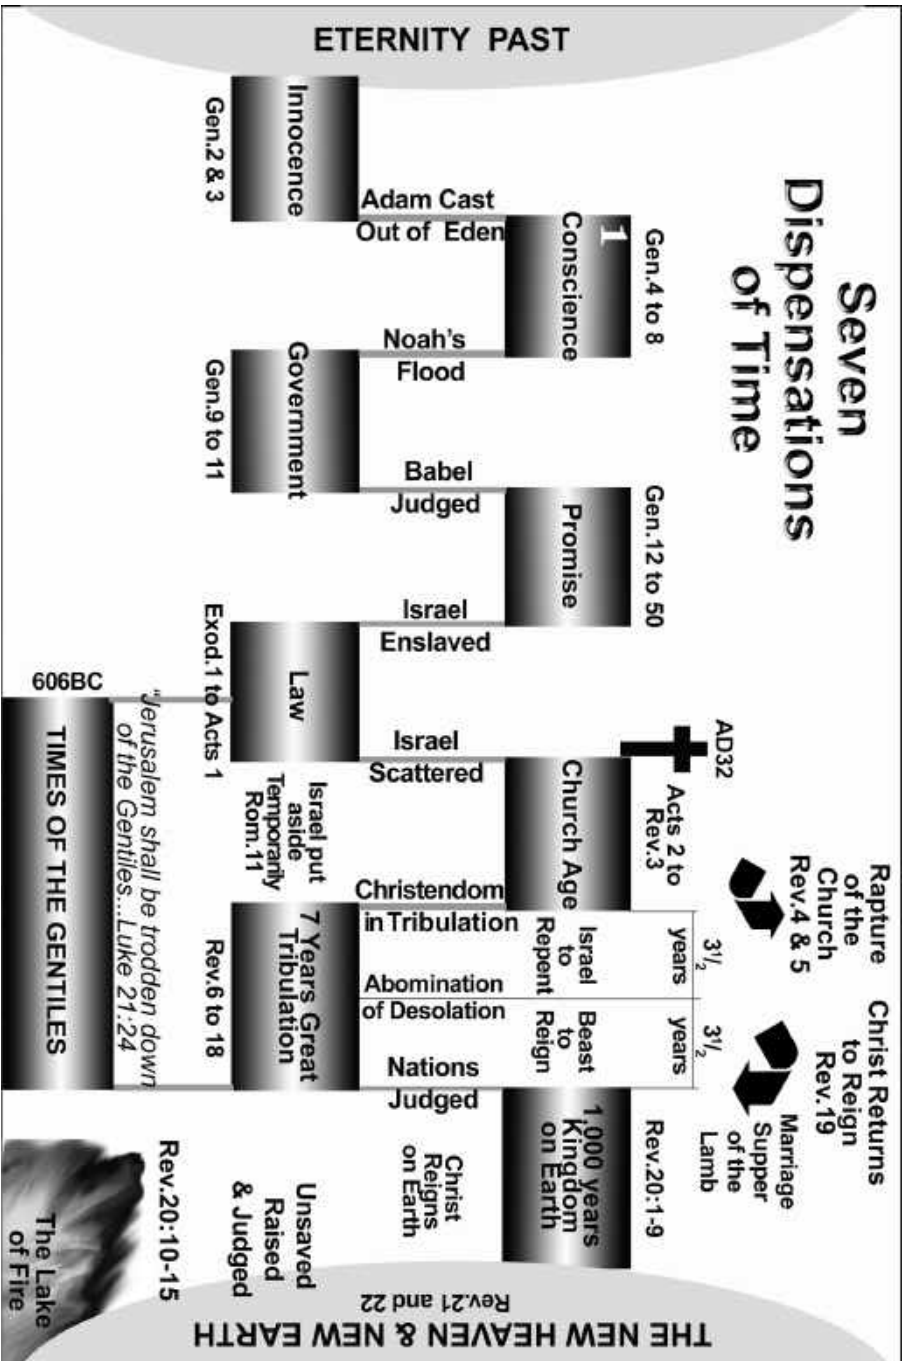 ETERNITY PAST
Seven
Dispensations
of Time
Innocence
Gen.2 & 3
Adam Cast
Out of Eden
1
Conscience
Gen.4 to 8
Noah's
Flood
Government
Gen.9 to 11
Babel
Judged
Promise
Gen.12 to 50
Israel
Enslaved
Law
Exod.1 to Acts 1
Israel
Scattered
AD32
Church Age
Acts 2 to
Rev.3
Israel put
aside
Temporarily
Rom.11
606BC
TIMES OF THE GENTILES
"Jerusalem shall be trodden down
of the Gentiles...Luke 21:24
Rapture
of the
Church
Rev.4 & 5
Christendom
in Tribulation
7 Years Great
Tribulation
Rev.6 to 18
Israel
to
Repent
3½
years
Abomination
of Desolation
Beast
to
Reign
3½
years
Christ Returns
to Reign
Rev.19
Marriage
Supper
of the
Lamb
Nations
Judged
1,000 years
Kingdom
on Earth
Rev.20:1-9
Christ
Reigns
on Earth
Unsaved
Raised
& Judged
Rev.20:10-15
The Lake
of Fire
THE NEW HEAVEN & NEW EARTH
Rev.21 and 22